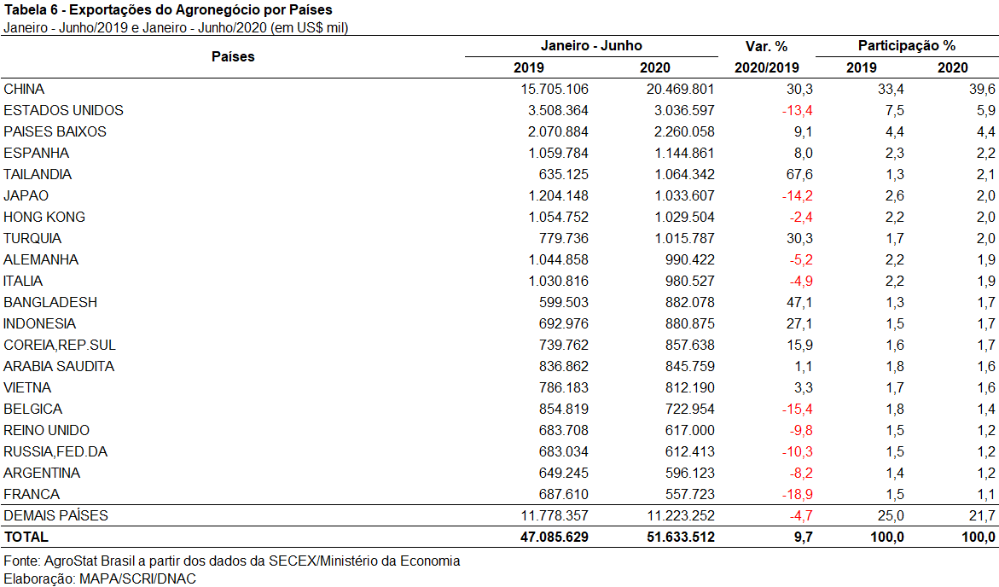 Tabela 6 - Exportações do Agronegócio por Países
Janeiro - Junho/2019 e Janeiro - Junho/2020 (em US$ mil)
Países Janeiro - Junho Var. % Participação %
2019 2020 2020/2019 2019 2020
CHINA 15.705.106 20.469.801 30,3 33,4 39,6
ESTADOS UNIDOS 3.508.364 3.036.597 -13,4 7,5 5,9
PAISES BAIXOS 2.070.884 2.260.058 9,1 4,4 4,4
ESPANHA 1.059.784 1.144.861 8,0 2,3 2,2
TAILANDIA 635.125 1.064.342 67,6 1,3 2,1
JAPAO 1.204.148 1.033.607 -14,2 2,6 2,0
HONG KONG 1.054.752 1.029.504 -2,4 2,2 2,0
TURQUIA 779.736 1.015.787 30,3 1,7 2,0
ALEMANHA 1.044.858 990.422 -5,2 2,2 1,9
ITALIA 1.030.816 980.527 -4,9 2,2 1,9
BANGLADESH 599.503 882.078 47,1 1,3 1,7
INDONESIA 692.976 880.875 27,1 1,5 1,7
COREIA,REP.SUL 739.762 857.638 15,9 1,6 1,7
ARABIA SAUDITA 836.862 845.759 1,1 1,8 1,6
VIETNA 786.183 812.190 3,3 1,7 1,6
BELGICA 854.819 722.954 -15,4 1,8 1,4
REINO UNIDO 683.708 617.000 -9,8 1,5 1,2
RUSSIA,FED.DA 683.034 612.413 -10,3 1,5 1,2
ARGENTINA 649.245 596.123 -8,2 1,4 1,2
FRANCA 687.610 557.723 -18,9 1,5 1,1
DEMAIS PAÍSES 11.778.357 11.223.252 -4,7 25,0 21,7
TOTAL 47.085.629 51.633.512 9,7 100,0 100,0
Fonte: AgroStat Brasil a partir dos dados da SECEX/Ministério da Economia
Elaboração: MAPA/SCRI/DNAC